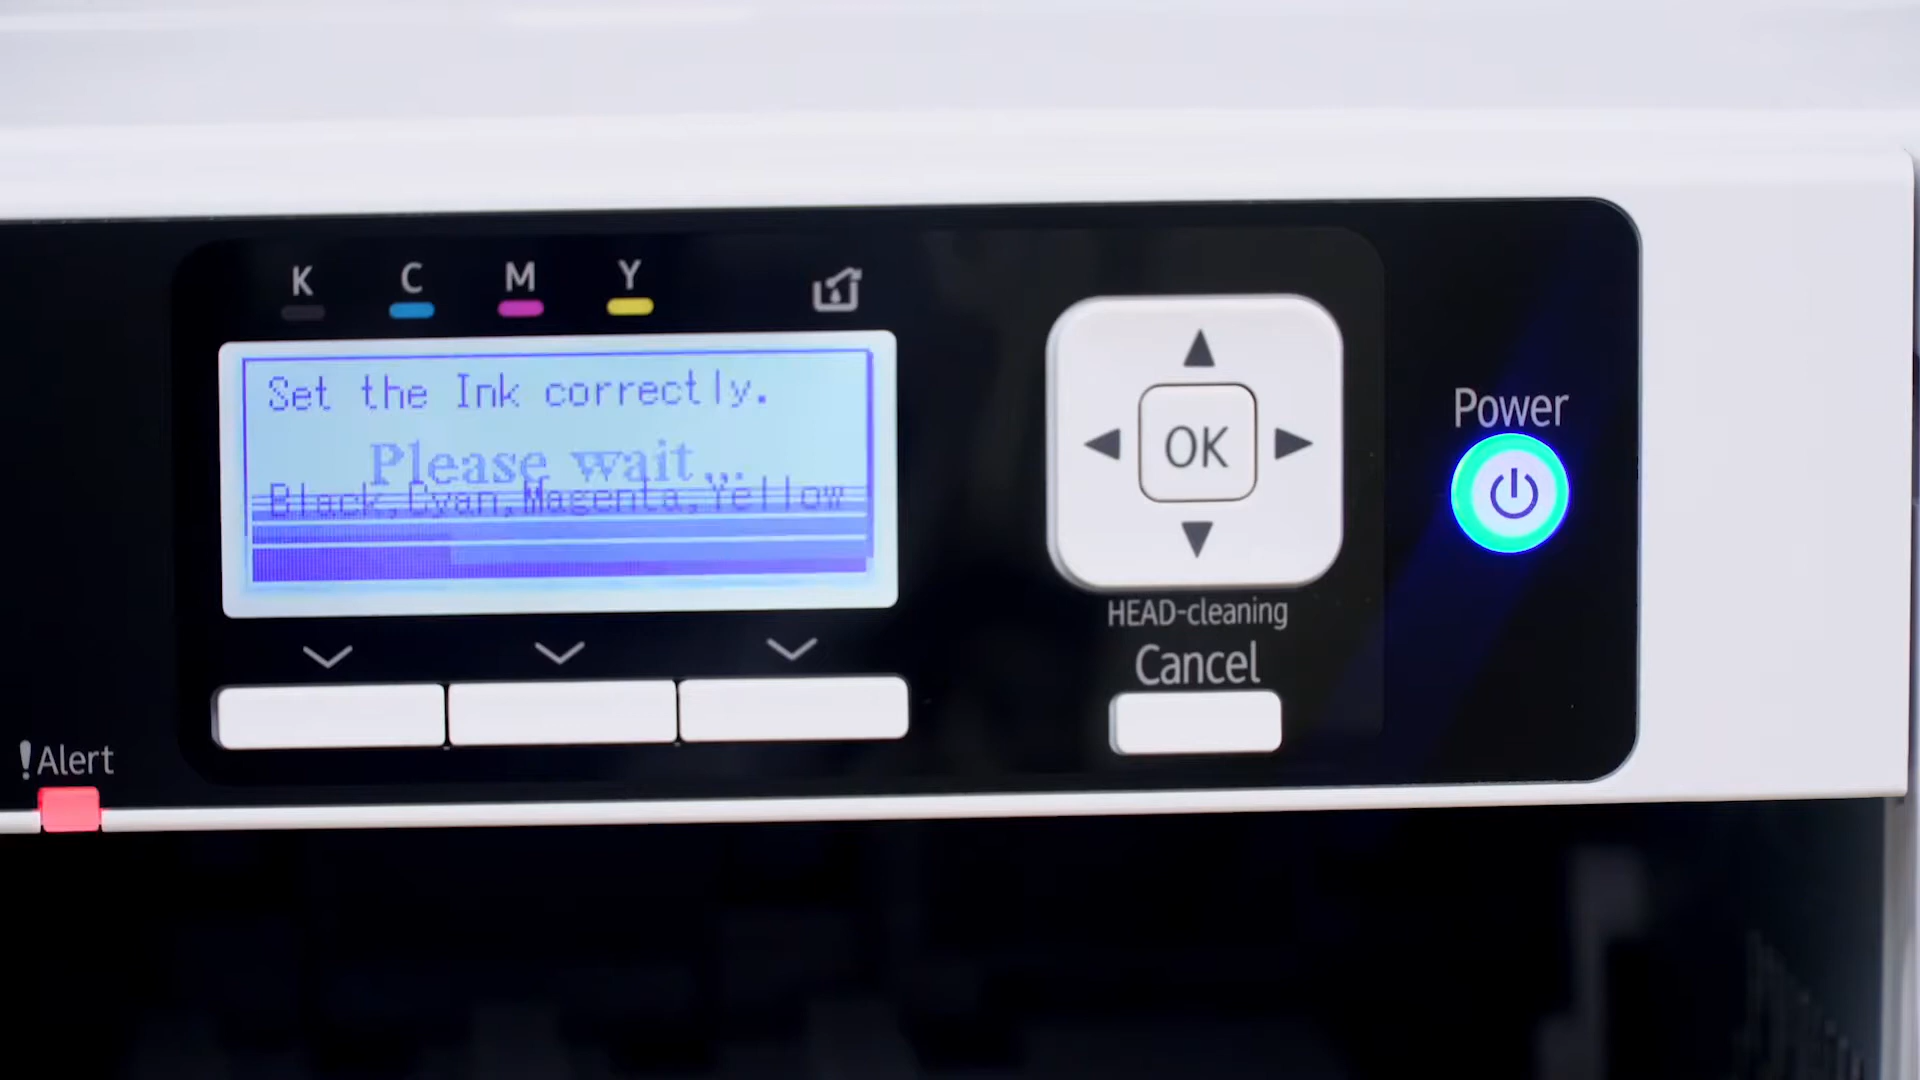 K C M Y
Set the Ink correctly.
Please wait...
Black,Cyan,Magenta,Yellow
OK
HEAD-cleaning
Cancel
Power
!Alert